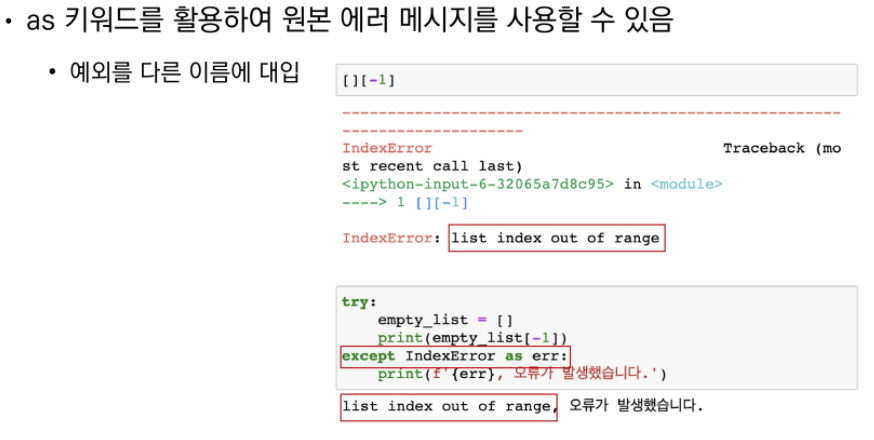 • as 키워드를 활용하여 원본 에러 메시지를 사용할 수 있음
• 예외를 다른 이름에 대입
[][-1]
---------------------------------------------------------------------------
IndexError                                Traceback (mo
st recent call last)
<ipython-input-6-32065a7d8c95> in <module>
----> 1 [][-1]
IndexError: list index out of range
try:
    empty_list = []
    print(empty_list[-1])
except IndexError as err:
    print(f'{err}, 오류가 발생했습니다.')
list index out of range, 오류가 발생했습니다.